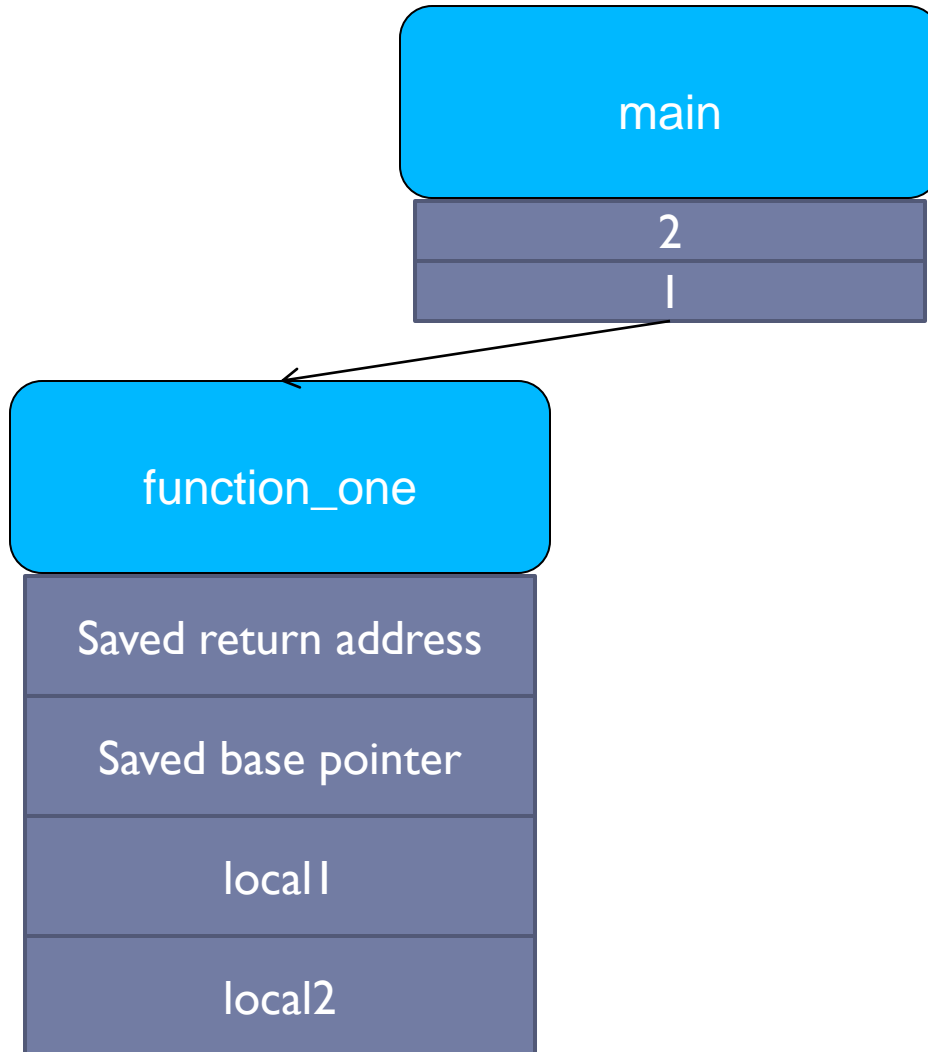 main
2
1
function_one
Saved return address
Saved base pointer
local1
local2